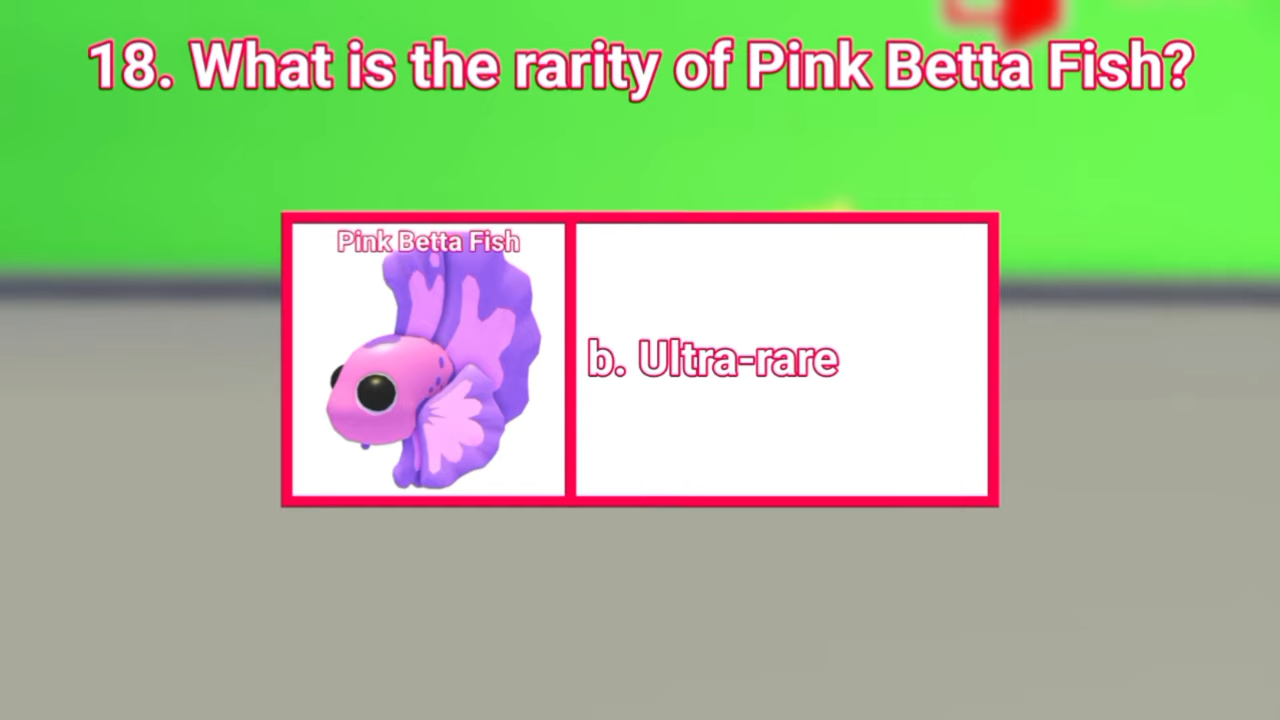 18. What is the rarity of Pink Betta Fish?
Pink Betta Fish
b. Ultra-rare